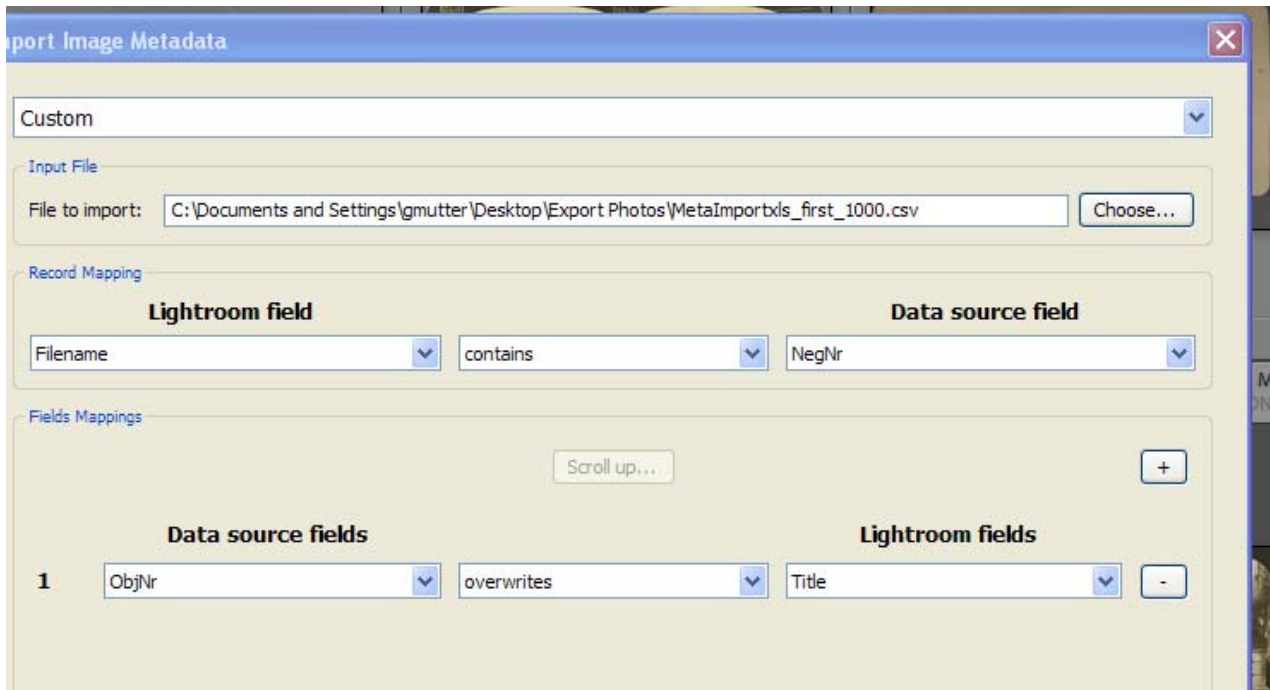 port Image Metadata
Custom
Input File
File to import: C:\Documents and Settings\gmutter\Desktop\Export Photos\MetaImportxls_first_1000.csv Choose...
Record Mapping
Lightroom field Data source field
Filename contains NegNr
Fields Mappings
Scroll up... +
Data source fields Lightroom fields
1 ObjNr overwrites Title -